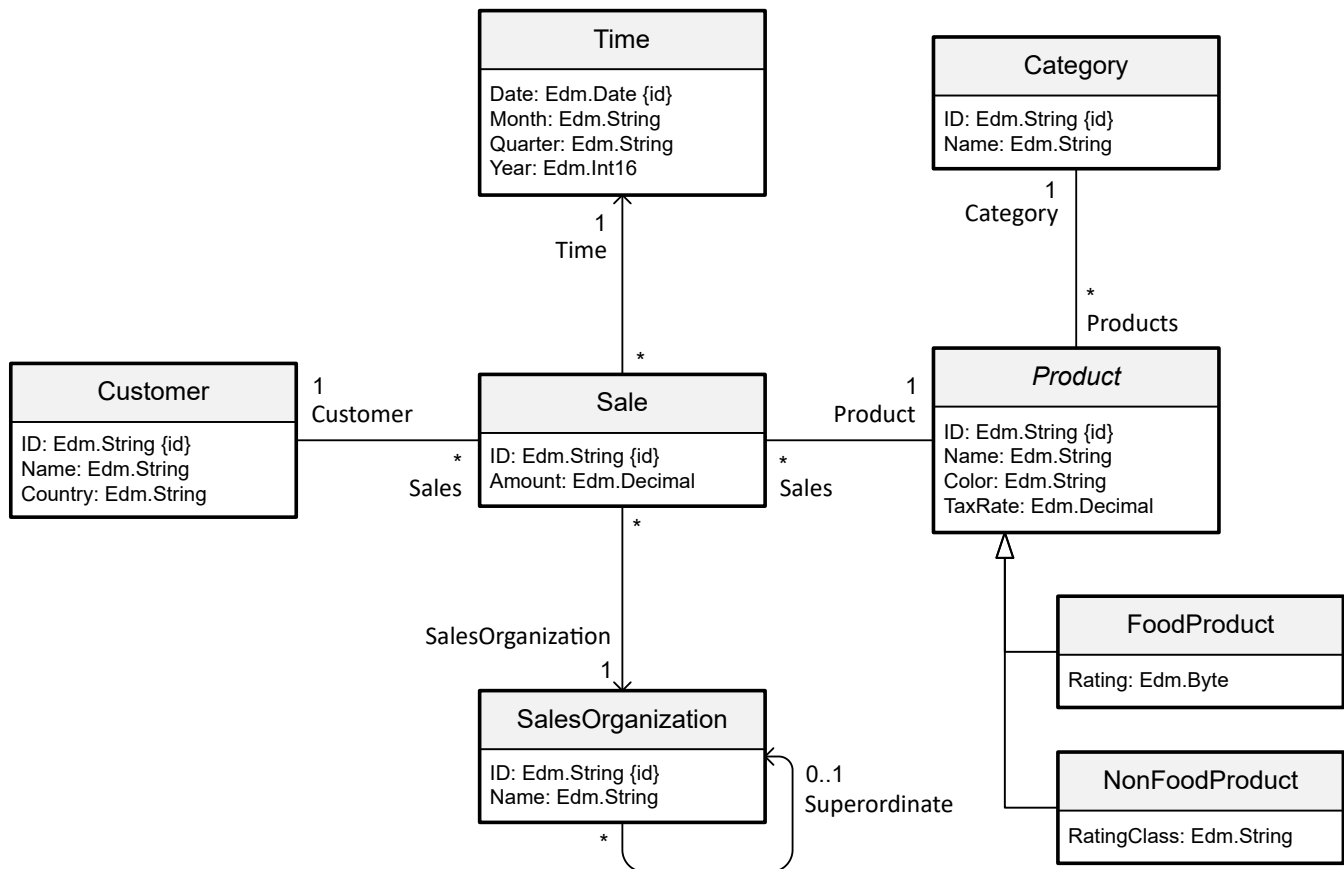 Time
Date: Edm.Date {id}
Month: Edm.String
Quarter: Edm.String
Year: Edm.Int16
Category
ID: Edm.String {id}
Name: Edm.String
1
Time
1
Category
*
Products
*
Customer
ID: Edm.String {id}
Name: Edm.String
Country: Edm.String
1
Customer
*
Sales
Sale
ID: Edm.String {id}
Amount: Edm.Decimal
1
Product
*
Sales
Product
ID: Edm.String {id}
Name: Edm.String
Color: Edm.String
TaxRate: Edm.Decimal
*
SalesOrganization
1
FoodProduct
Rating: Edm.Byte
SalesOrganization
ID: Edm.String {id}
Name: Edm.String
0..1
Superordinate
*
NonFoodProduct
RatingClass: Edm.String